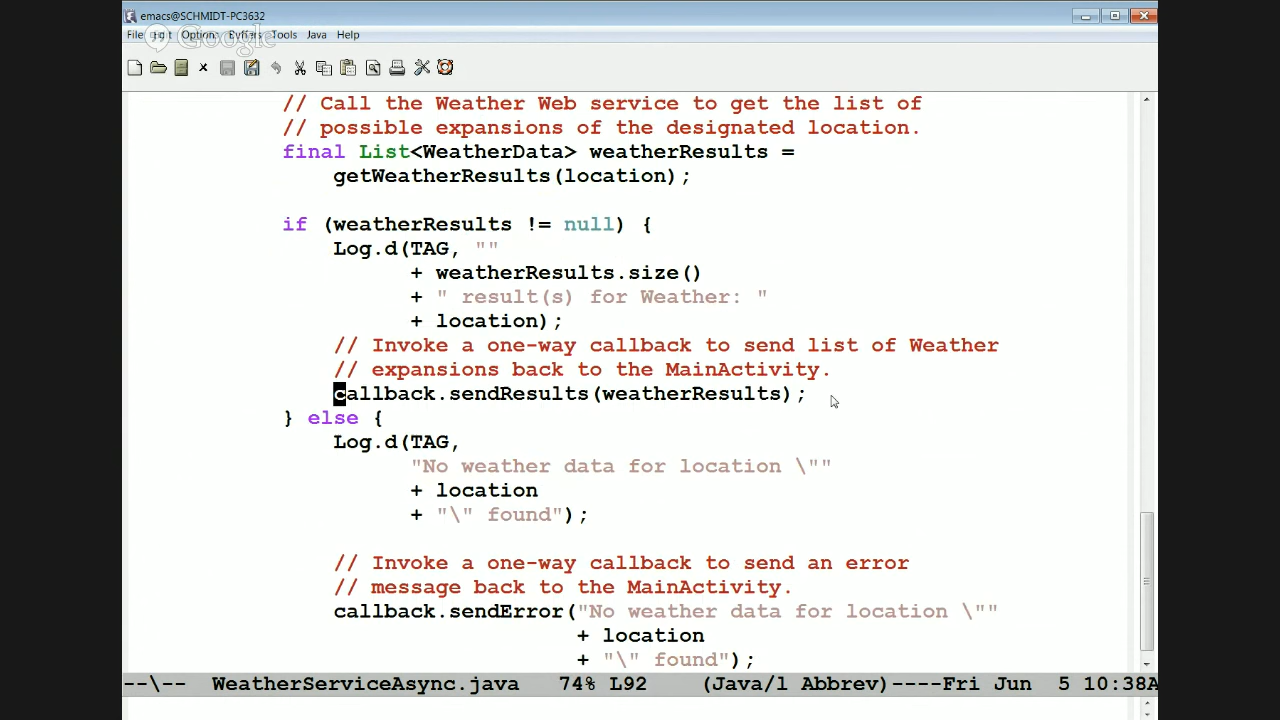 emacs@SCHMIDT-PC3632
File Edit Options Buffers Tools Java Help
Google
// Call the Weather Web service to get the list of
// possible expansions of the designated location.
final List<WeatherData> weatherResults =
getWeatherResults(location);
if (weatherResults != null) {
Log.d(TAG, ""
+ weatherResults.size()
+ " result(s) for Weather: "
+ location);
// Invoke a one-way callback to send list of Weather
// expansions back to the MainActivity.
callback.sendResults(weatherResults);
} else {
Log.d(TAG,
"No weather data for location \""
+ location
+ "\" found");
// Invoke a one-way callback to send an error
// message back to the MainActivity.
callback.sendError("No weather data for location \""
+ location
+ "\" found");
--\-- WeatherServiceAsync.java 74% L92 (Java/l Abbrev)----Fri Jun 5 10:38A